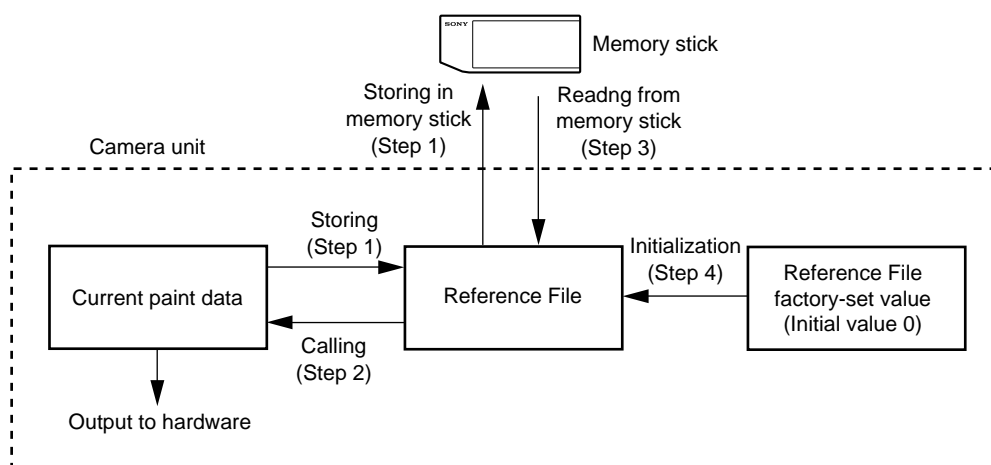 SONY
Memory stick
Storing in
memory stick
(Step 1)
Readng from
memory stick
(Step 3)
Camera unit
Storing
(Step 1)
Initialization
(Step 4)
Current paint data
Reference File
Reference File
factory-set value
(Initial value 0)
Calling
(Step 2)
Output to hardware